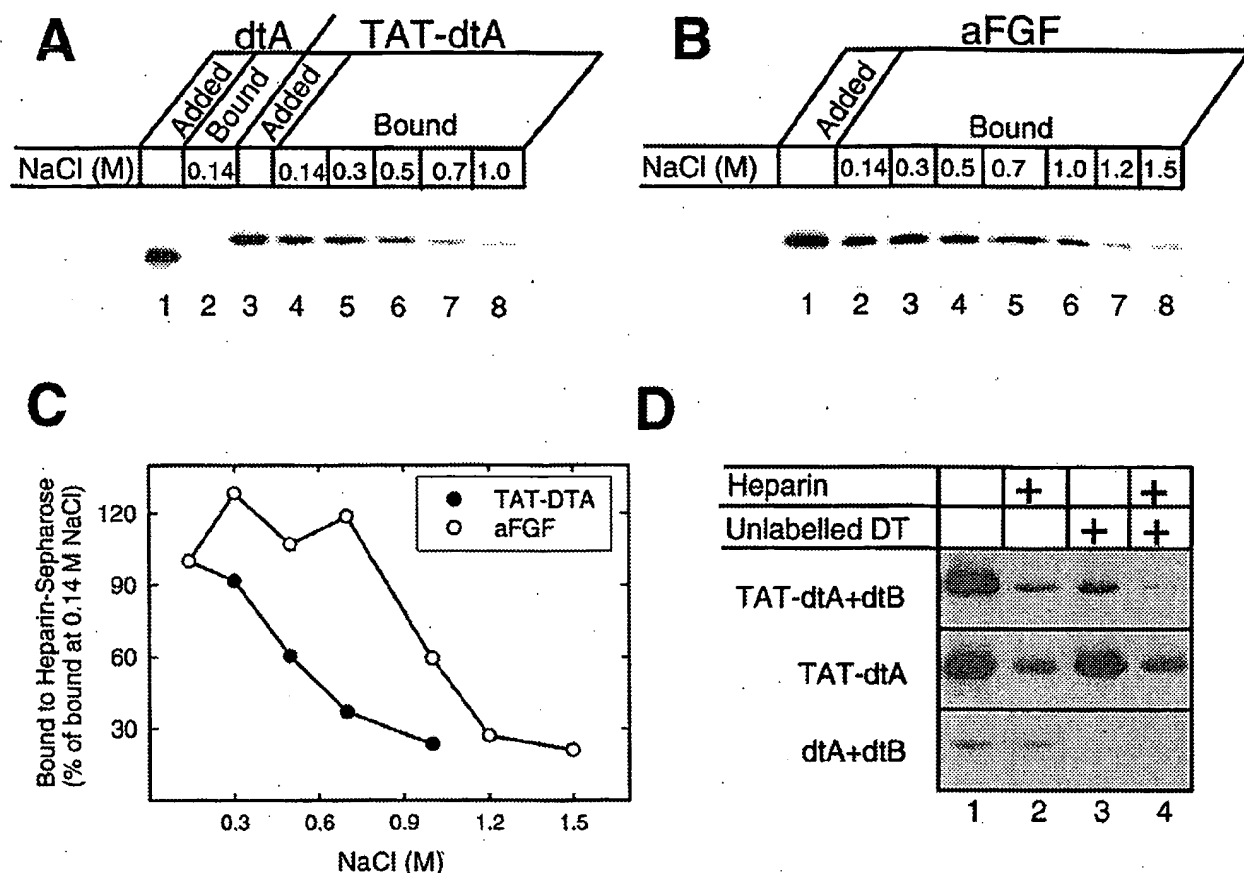 A
dtA TAT-dtA
Added Bound Added Bound
NaCl (M) 0.14 0.14 0.3 0.5 0.7 1.0
1 2 3 4 5 6 7 8
B
aFGF
Added Bound
NaCl (M) 0.14 0.3 0.5 0.7 1.0 1.2 1.5
1 2 3 4 5 6 7 8
C
Bound to Heparin-Sepharose
(% of bound at 0.14 M NaCl)
120
90
60
30
TAT-DTA
aFGF
0.3 0.6 0.9 1.2 1.5
NaCl (M)
D
Heparin + +
Unlabelled DT + +
TAT-dtA+dtB
TAT-dtA
dtA+dtB
1 2 3 4